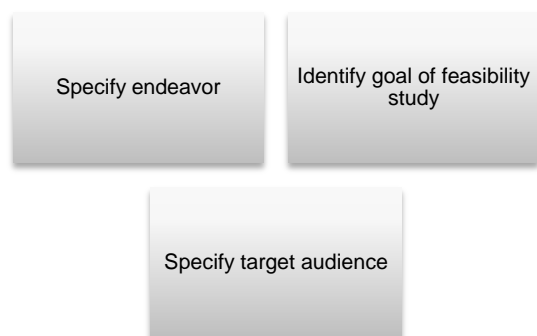 Specify endeavor
Identify goal of feasibility
study
Specify target audience